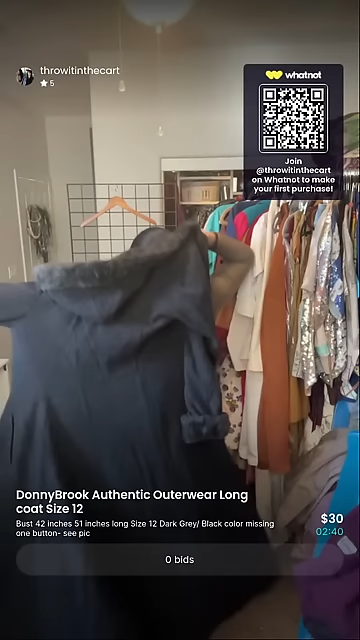 throwitinthecart
★ 5
whatnot
Join
@throwitinthecart
on Whatnot to make
your first purchase!
DonnyBrook Authentic Outerwear Long
coat Size 12
Bust 42 inches 51 inches long Size 12 Dark Grey/ Black color missing
one button- see pic
$30
02:40
0 bids